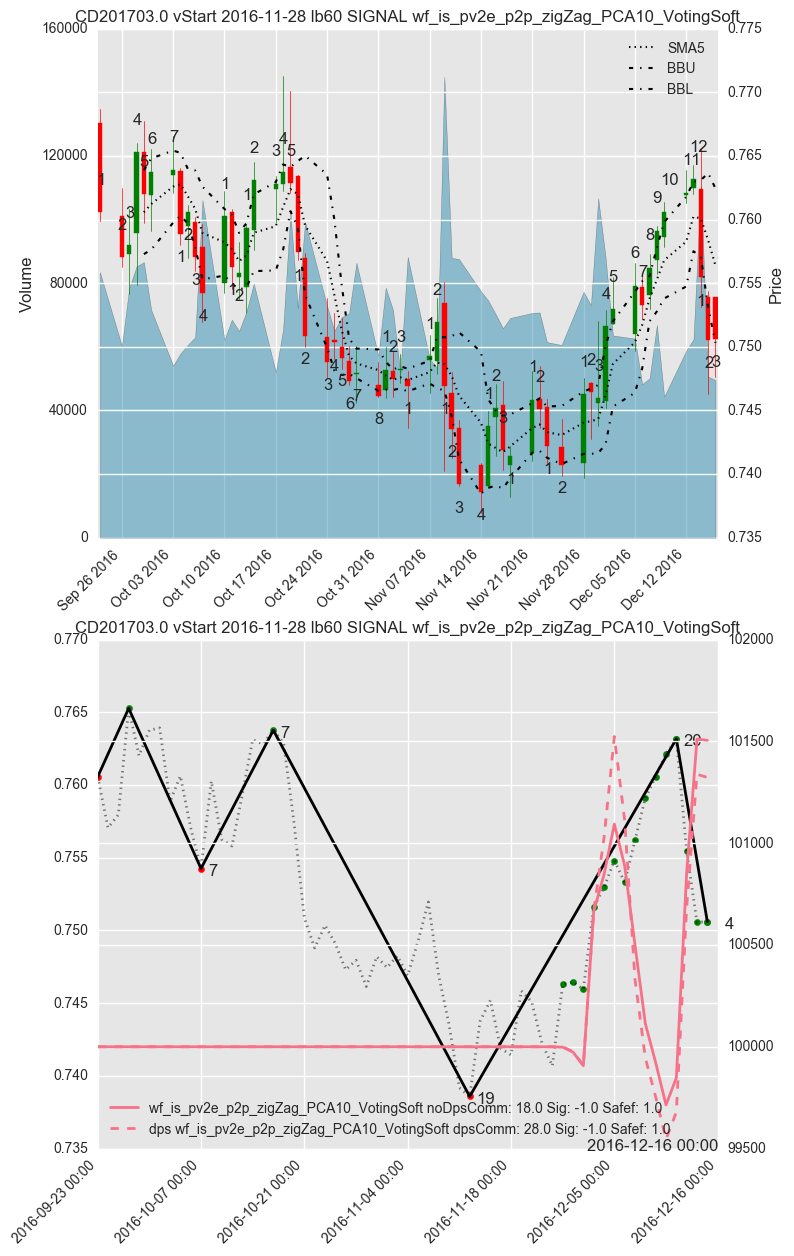 CD201703.0 vStart 2016-11-28 lb60 SIGNAL wf_is_pv2e_p2p_zigZag_PCA10_VotingSoft
160000
120000
80000
40000
0
Volume
0.775
0.770
0.765
0.760
0.755
0.750
0.745
0.740
0.735
Price
SMA5
BBU
BBL
Sep 26 2016
Oct 03 2016
Oct 10 2016
Oct 17 2016
Oct 24 2016
Oct 31 2016
Nov 07 2016
Nov 14 2016
Nov 21 2016
Nov 28 2016
Dec 05 2016
Dec 12 2016
CD201703.0 vStart 2016-11-28 lb60 SIGNAL wf_is_pv2e_p2p_zigZag_PCA10_VotingSoft
0.770
0.765
0.760
0.755
0.750
0.745
0.740
0.735
102000
101500
101000
100500
100000
99500
7
7
19
20
4
wf_is_pv2e_p2p_zigZag_PCA10_VotingSoft noDpsComm: 18.0 Sig: -1.0 Safef: 1.0
dps wf_is_pv2e_p2p_zigZag_PCA10_VotingSoft dpsComm: 28.0 Sig: -1.0 Safef: 1.0
2016-12-16 00:00
2016-09-23 00:00
2016-10-07 00:00
2016-10-21 00:00
2016-11-04 00:00
2016-11-18 00:00
2016-12-05 00:00
2016-12-16 00:00